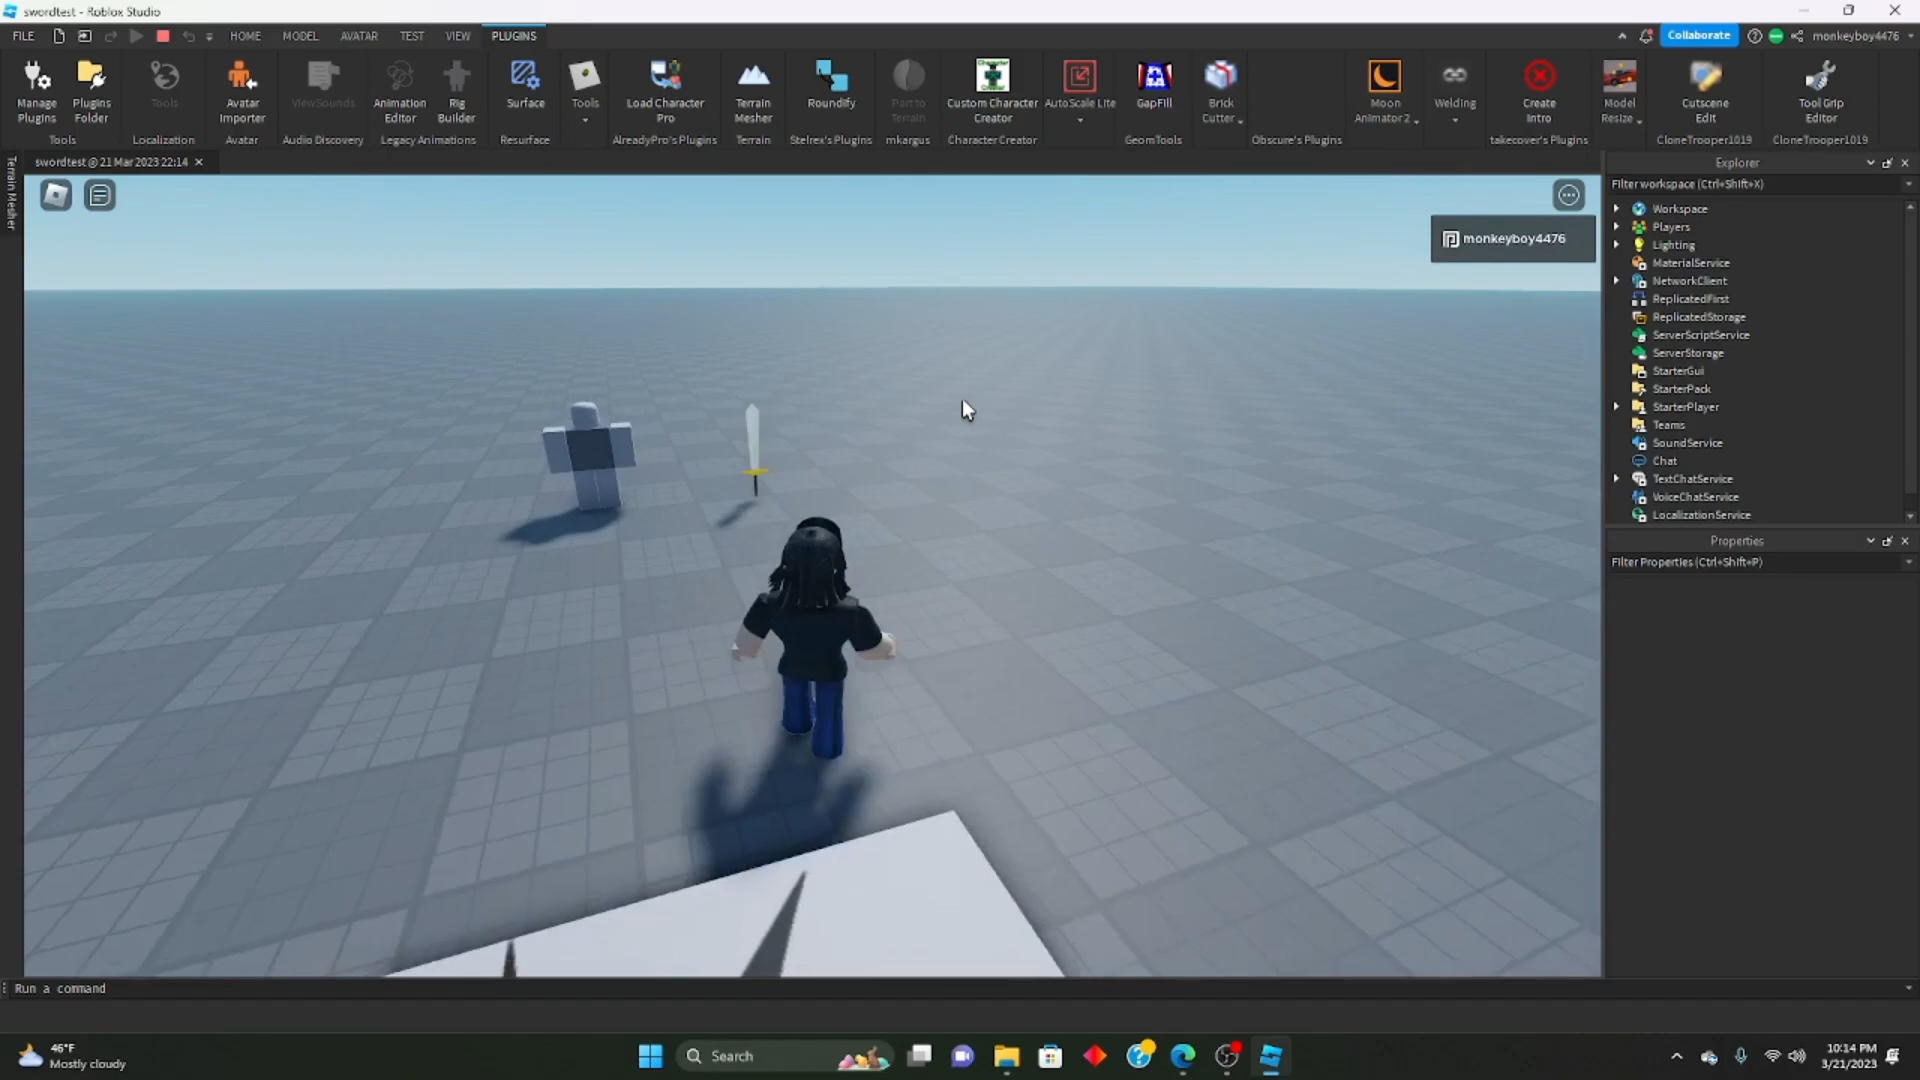 swordtest - Roblox Studio
FILE HOME MODEL AVATAR TEST VIEW PLUGINS Collaborate monkeyboy4476
Manage Plugins
Plugins Folder
Tools
Tools
Localization
Avatar Importer
Avatar
ViewSounds
Audio Discovery
Animation Editor
Rig Builder
Legacy Animations
Surface
Resurface
Tools
Load Character Pro
AlreadyPro's Plugins
Terrain Mesher
Terrain
Roundify
Stelrex's Plugins
Part to Terrain
mkargus
Custom Character Creator
Character Creator
AutoScale Lite
GapFill
GeomTools
Brick Cutter
Obscure's Plugins
Moon Animator 2
Welding
Create Intro
takeover's Plugins
Model Resize
Cutscene Edit
CloneTrooper1019
Tool Grip Editor
CloneTrooper1019
Terrain Mesher
swordtest @ 21 Mar 2023 22:14
monkeyboy4476
Explorer
Filter workspace (Ctrl+Shift+X)
Workspace
Players
Lighting
MaterialService
NetworkClient
ReplicatedFirst
ReplicatedStorage
ServerScriptService
ServerStorage
StarterGui
StarterPack
StarterPlayer
Teams
SoundService
Chat
TextChatService
VoiceChatService
LocalizationService
Properties
Filter Properties (Ctrl+Shift+P)
Run a command
46°F
Mostly cloudy
Search
10:14 PM
3/21/2023